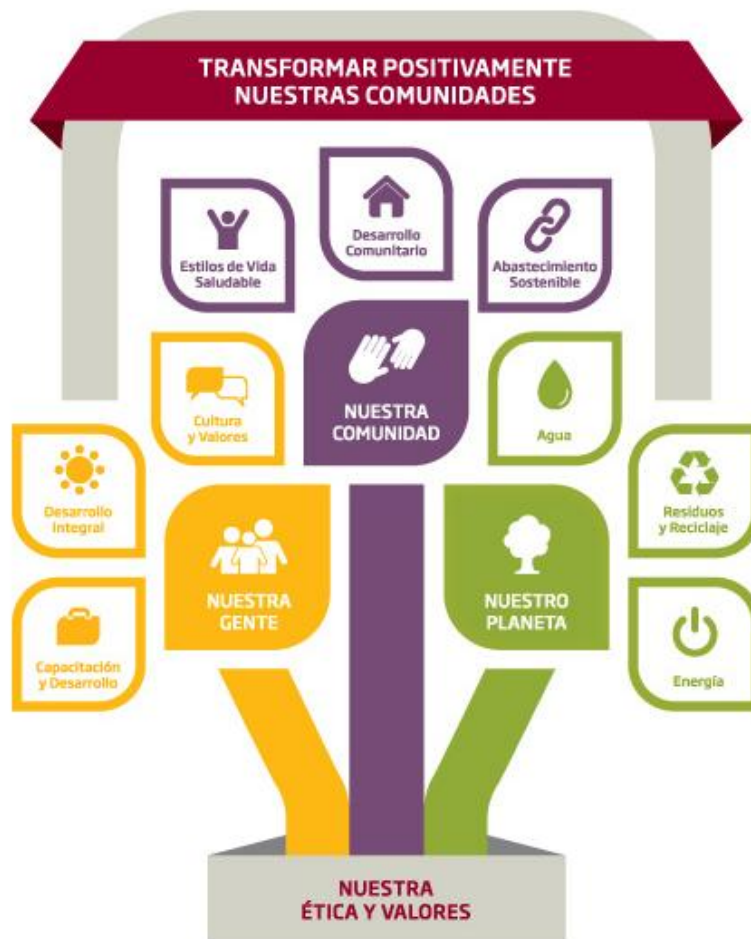 TRANSFORMAR POSITIVAMENTE
NUESTRAS COMUNIDADES
Estilos de Vida
Saludable
Desarrollo
Comunitario
Abastecimiento
Sostenible
Cultura
y Valores
NUESTRA
COMUNIDAD
Agua
Desarrollo
Integral
Residuos
y Reciclaje
NUESTRA
GENTE
NUESTRO
PLANETA
Capacitación
y Desarrollo
Energía
NUESTRA
ÉTICA Y VALORES